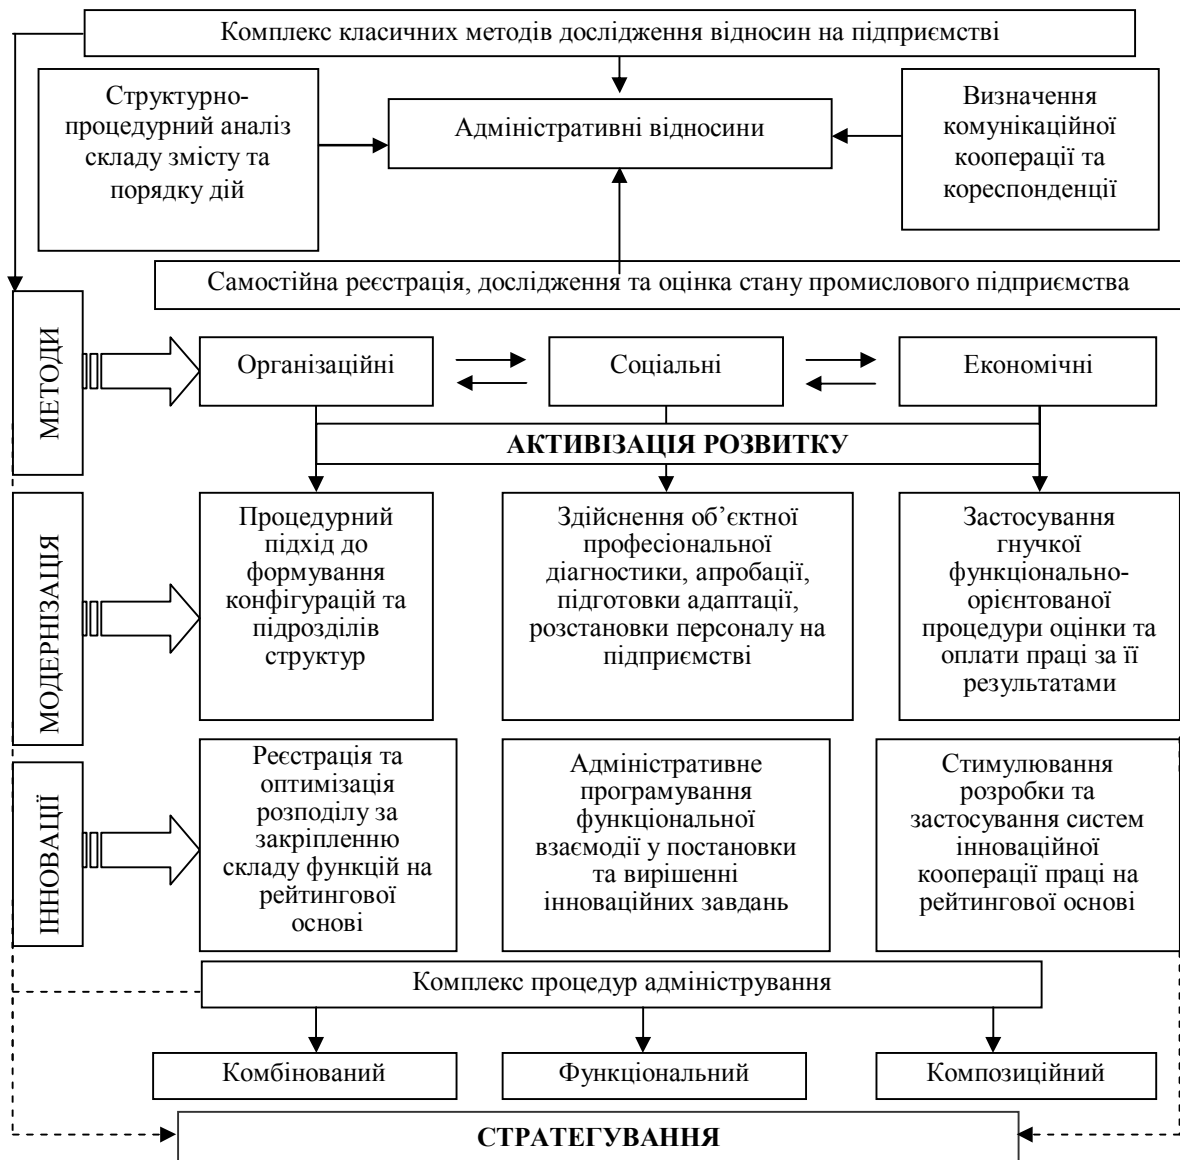 Комплекс класичних методів дослідження відносин на підприємстві
Структурно-
процедурний аналіз
складу змісту та
порядку дій
Адміністративні відносини
Визначення
комунікаційної
кооперації та
кореспонденції
Самостійна реєстрація, дослідження та оцінка стану промислового підприємства
МЕТОДИ
Організаційні
Соціальні
Економічні
АКТИВІЗАЦІЯ РОЗВИТКУ
МОДЕРНІЗАЦІЯ
Процедурний
підхід до
формування
конфігурацій та
підрозділів
структур
Здійснення об’єктної
професіональної
діагностики, апробації,
підготовки адаптації,
розстановки персоналу на
підприємстві
Застосування
гнучкої
функціонально-
орієнтованої
процедури оцінки та
оплати праці за її
результатами
ІННОВАЦІЇ
Реєстрація та
оптимізація
розподілу за
закріпленню
складу функцій на
рейтингової
основі
Адміністративне
програмування
функціональної
взаємодії у постановки
та вирішенні
інноваційних завдань
Стимулювання
розробки та
застосування систем
інноваційної
кооперації праці на
рейтингової основі
Комплекс процедур адміністрування
Комбінований
Функціональний
Композиційний
СТРАТЕГУВАННЯ